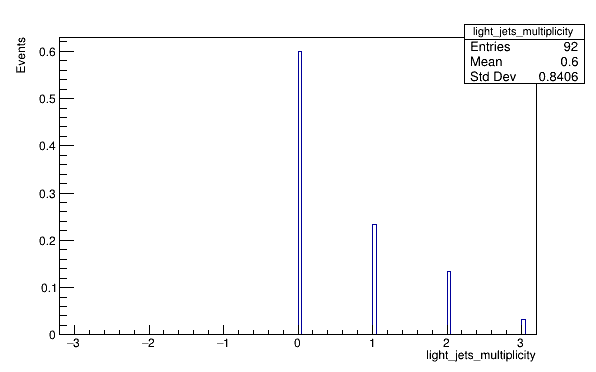 light_jets_multiplicity
Entries 92
Mean 0.6
Std Dev 0.8406
Events
0.6
0.5
0.4
0.3
0.2
0.1
0
−3 −2 −1 0 1 2 3
light_jets_multiplicity